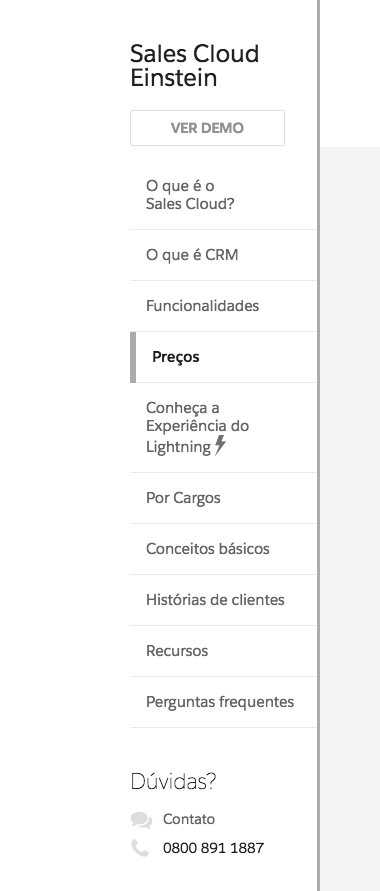 Sales Cloud
Einstein
VER DEMO
O que é o
Sales Cloud?
O que é CRM
Funcionalidades
Preços
Conheça a
Experiência do
Lightning
Por Cargos
Conceitos básicos
Histórias de clientes
Recursos
Perguntas frequentes
Dúvidas?
Contato
0800 891 1887